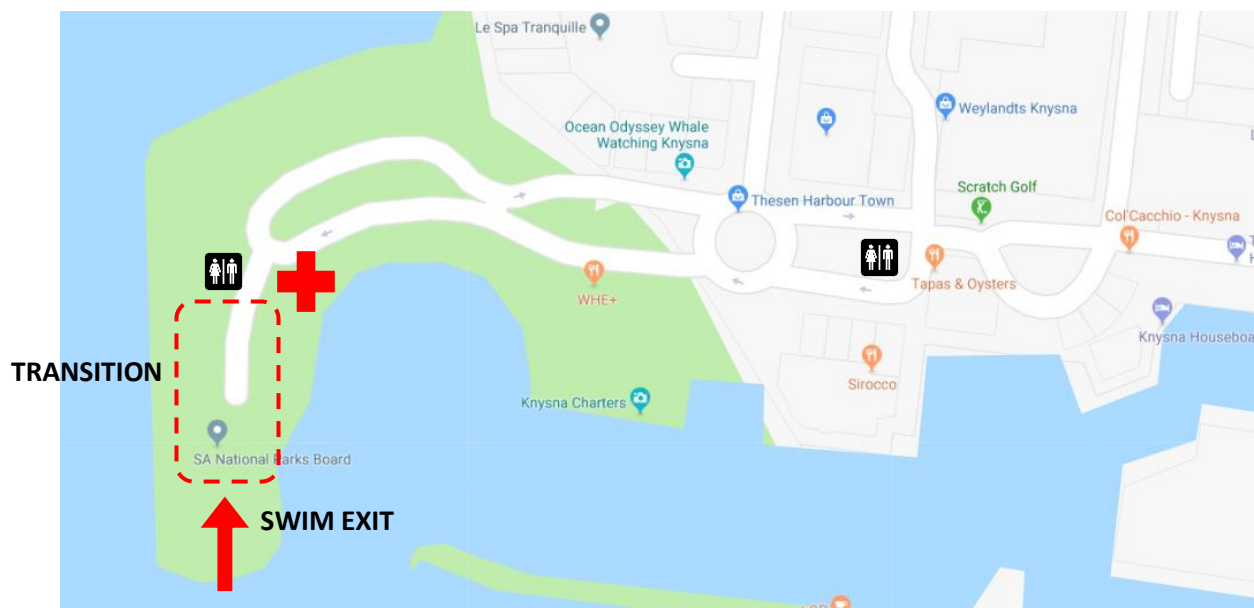 Le Spa Tranquille
Weylandts Knysna
Ocean Odyssey Whale
Watching Knysna
Scratch Golf
Thesen Harbour Town
Col'Cacchio - Knysna
Tapas & Oysters
WHE+
Knysna Houseboa
TRANSITION
Sirocco
Knysna Charters
SA National Parks Board
SWIM EXIT